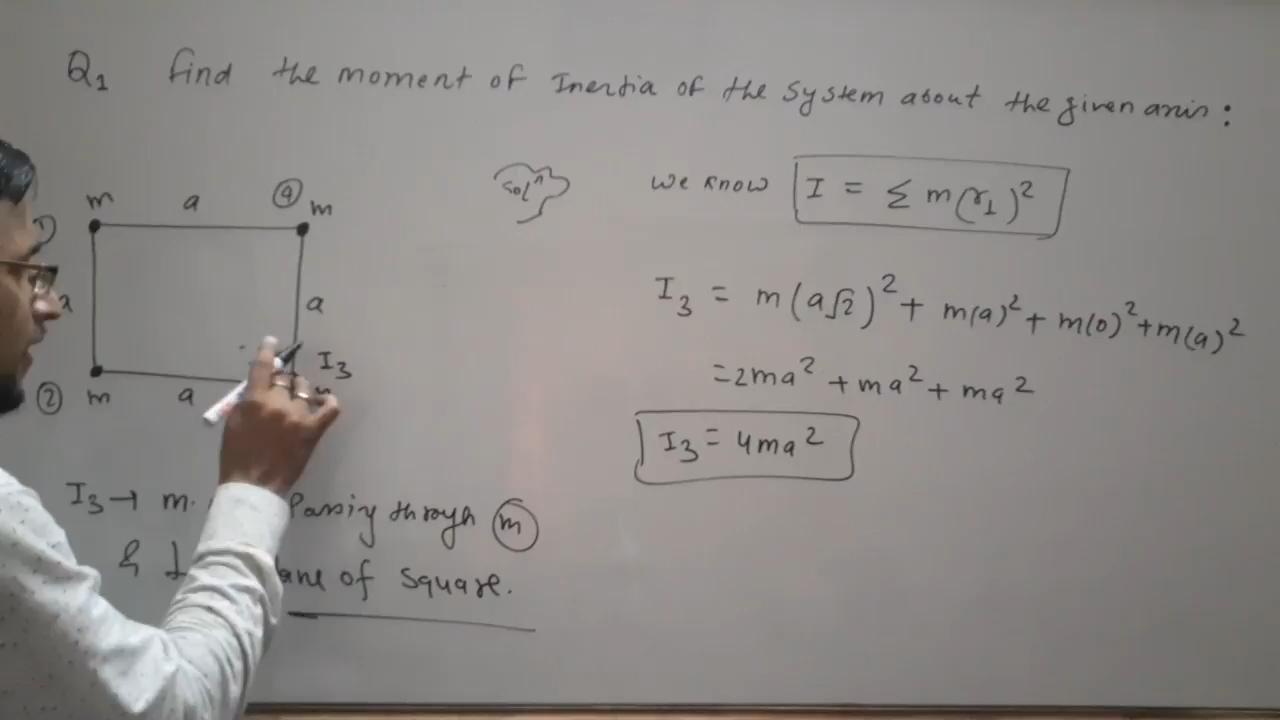 Q1 Find the moment of Inertia of the system about the given axis:
m a ④ m
a
I3
② m a
Solⁿ
we know I = Σ m(r⊥)²
I3 = m(a√2)² + m(a)² + m(0)² + m(a)²
= 2ma² + ma² + ma²
I3 = 4ma²
I3 → m. Passing through ⓜ
& ⊥ ane of square.